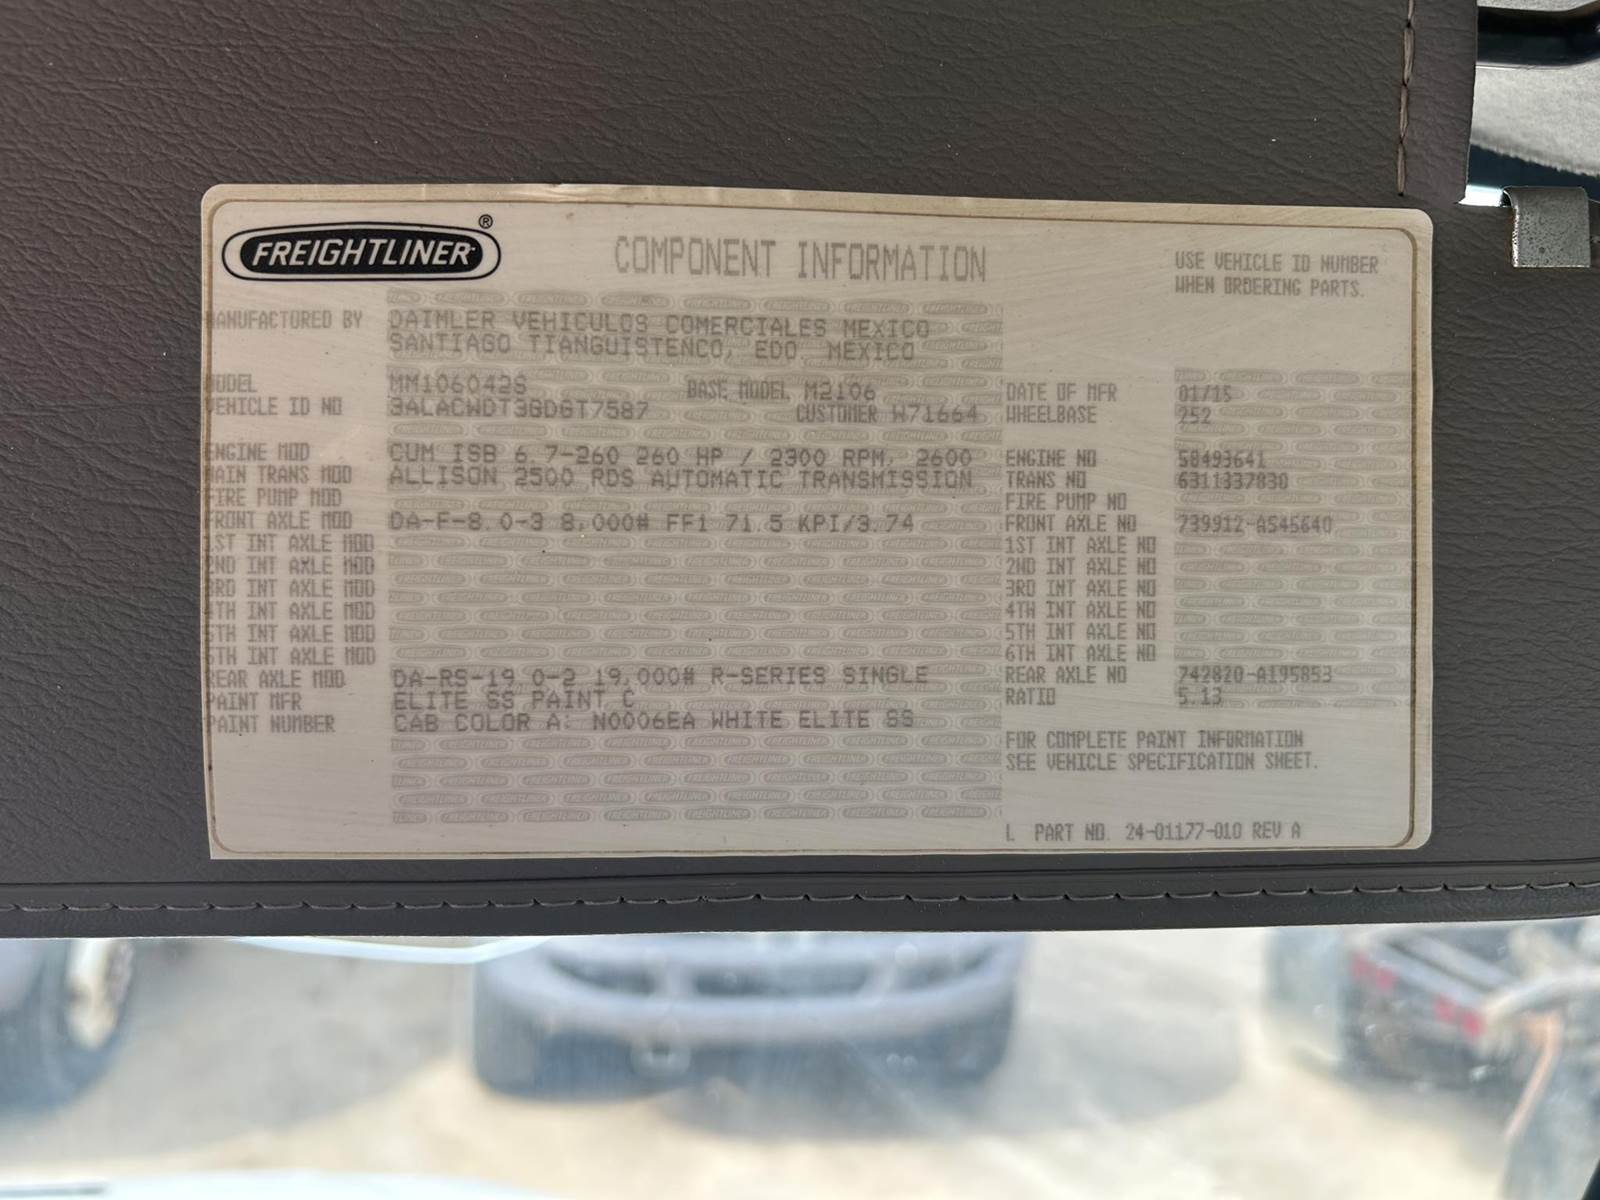 FREIGHTLINER®
COMPONENT INFORMATION
USE VEHICLE ID NUMBER
WHEN ORDERING PARTS.
MANUFACTURED BY DAIMLER VEHICULOS COMERCIALES MEXICO
SANTIAGO TIANGUISTENCO, EDO. MEXICO
MODEL MM106042S BASE MODEL M2106 DATE OF MFR 01/15
VEHICLE ID NO 3ALACWDT3GDGT7587 CUSTOMER W71664 WHEELBASE 252
ENGINE MOD CUM ISB 6.7-260 260 HP / 2300 RPM, 2600 ENGINE NO
MAIN TRANS MOD ALLISON 2500 RDS AUTOMATIC TRANSMISSION TRANS NO 6311337830
FIRE PUMP MOD FIRE PUMP NO
FRONT AXLE MOD DA-F-8.0-3 8,000# FF1 71.5 KPI/3.74 FRONT AXLE NO 739912-A545640
1ST INT AXLE MOD 1ST INT AXLE NO
2ND INT AXLE MOD 2ND INT AXLE NO
3RD INT AXLE MOD 3RD INT AXLE NO
4TH INT AXLE MOD 4TH INT AXLE NO
5TH INT AXLE MOD 5TH INT AXLE NO
6TH INT AXLE MOD 6TH INT AXLE NO
REAR AXLE MOD DA-RS-19.0-2 19,000# R-SERIES SINGLE REAR AXLE NO 742820-A195853
PAINT MFR ELITE SS PAINT C RATIO 5.13
PAINT NUMBER CAB COLOR A: N0006EA WHITE ELITE SS
FOR COMPLETE PAINT INFORMATION
SEE VEHICLE SPECIFICATION SHEET.
L PART NO. 24-01177-010 REV A